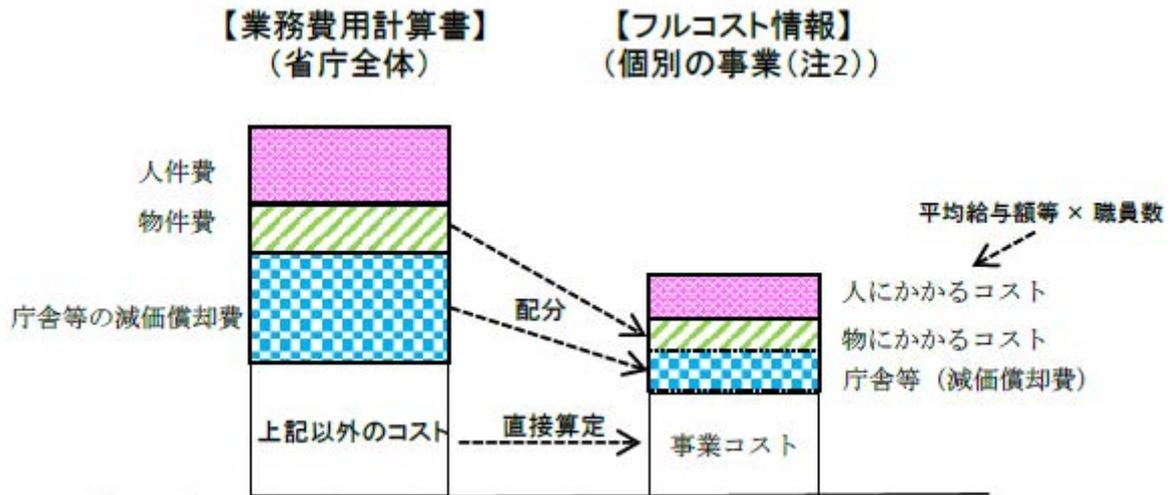 【業務費用計算書】
(省庁全体)
【フルコスト情報】
(個別の事業(注2))
人件費
物件費
庁舎等の減価償却費
上記以外のコスト
配分
直接算定
平均給与額等 × 職員数
人にかかるコスト
物にかかるコスト
庁舎等（減価償却費）
事業コスト